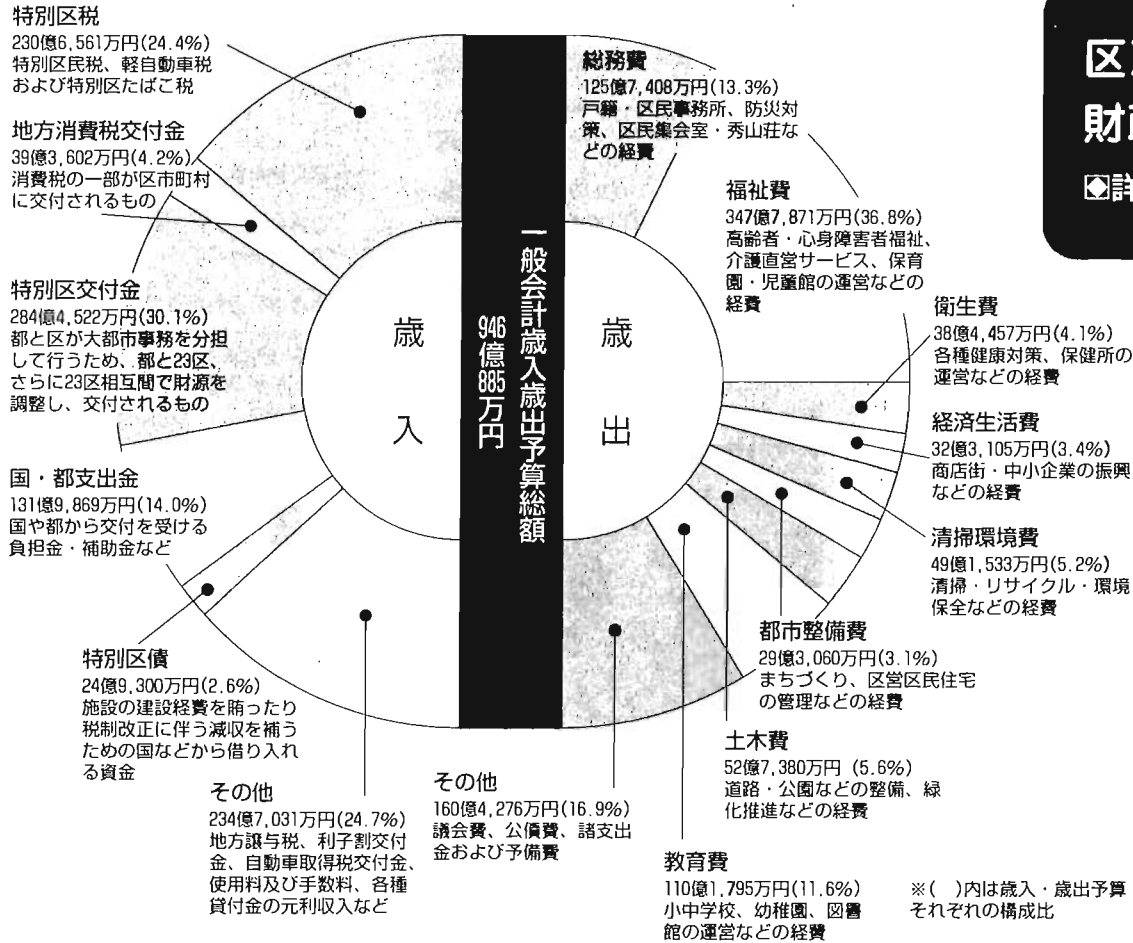 特別区税
230億6,561万円(24.4%)
特別区民税、軽自動車税
および特別区たばこ税
地方消費税交付金
39億3,602万円(4.2%)
消費税の一部が区市町村
に交付されるもの
特別区交付金
284億4,522万円(30.1%)
都と区が大都市事務を分担
して行うため、都と23区、
さらに23区相互間で財源を
調整し、交付されるもの
国・都支出金
131億9,869万円(14.0%)
国や都から交付を受ける
負担金・補助金など
特別区債
24億9,300万円(2.6%)
施設の建設経費を賄ったり
税制改正に伴う減収を補う
ための国などから借り入れ
る資金
その他
234億7,031万円(24.7%)
地方譲与税、利子割交付
金、自動車取得税交付金、
使用料及び手数料、各種
貸付金の元利収入など
歳入
一般会計歳入歳出予算総額
946億885万円
歳出
総務費
125億7,408万円(13.3%)
戸籍・区民事務所、防災対
策、区民集会室・秀山荘な
どの経費
福祉費
347億7,871万円(36.8%)
高齢者・心身障害者福祉、
介護直営サービス、保育
園・児童館の運営などの
経費
衛生費
38億4,457万円(4.1%)
各種健康対策、保健所の
運営などの経費
経済生活費
32億3,105万円(3.4%)
商店街・中小企業の振興
などの経費
清掃環境費
49億1,533万円(5.2%)
清掃・リサイクル・環境
保全などの経費
都市整備費
29億3,060万円(3.1%)
まちづくり、区営区民住宅
の管理などの経費
土木費
52億7,380万円 (5.6%)
道路・公園などの整備、緑
化推進などの経費
教育費
110億1,795万円(11.6%)
小中学校、幼稚園、図書
館の運営などの経費
その他
160億4,276万円(16.9%)
議会費、公債費、諸支出
金および予備費
※( )内は歳入・歳出予算
それぞれの構成比
区
財
詳